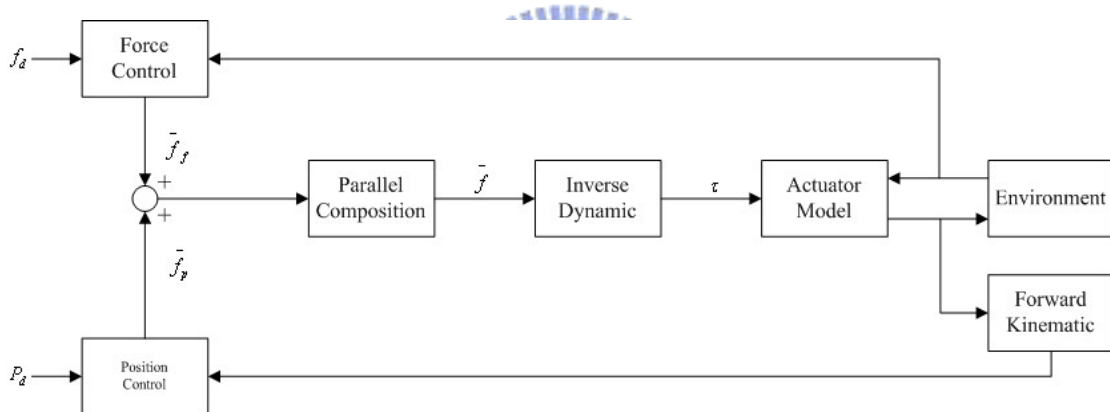 Force
Control
f_d
f̄_f
+
+
Parallel
Composition
f̄
Inverse
Dynamic
τ
Actuator
Model
Environment
f̄_p
Forward
Kinematic
P_d
Position
Control